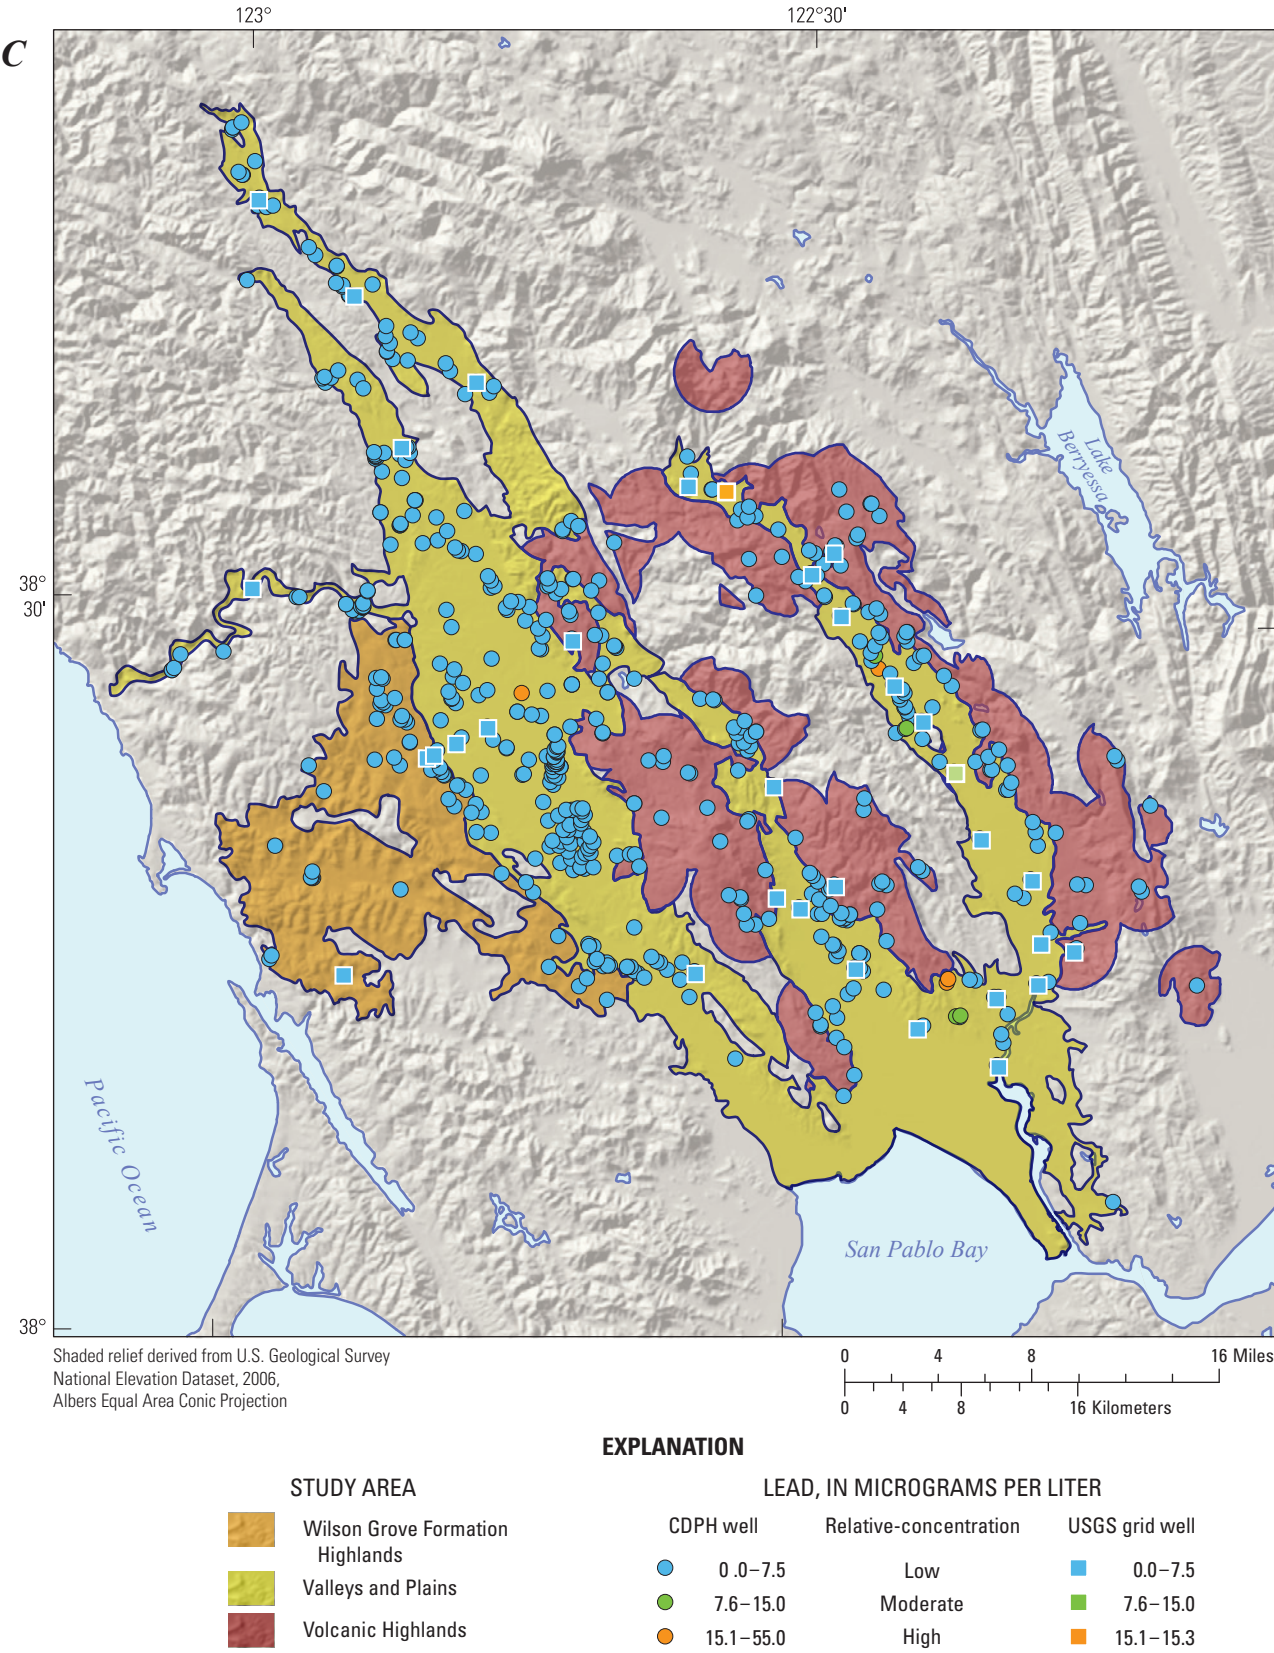 C
123°
122°30'
38°
30'
38°
Lake
Berryessa
Pacific Ocean
San Pablo Bay
Shaded relief derived from U.S. Geological Survey
National Elevation Dataset, 2006,
Albers Equal Area Conic Projection
0 4 8 16 Miles
0 4 8 16 Kilometers
EXPLANATION
STUDY AREA
Wilson Grove Formation
Highlands
Valleys and Plains
Volcanic Highlands
LEAD, IN MICROGRAMS PER LITER
CDPH well Relative-concentration USGS grid well
0 .0–7.5 Low 0.0–7.5
7.6–15.0 Moderate 7.6–15.0
15.1–55.0 High 15.1–15.3